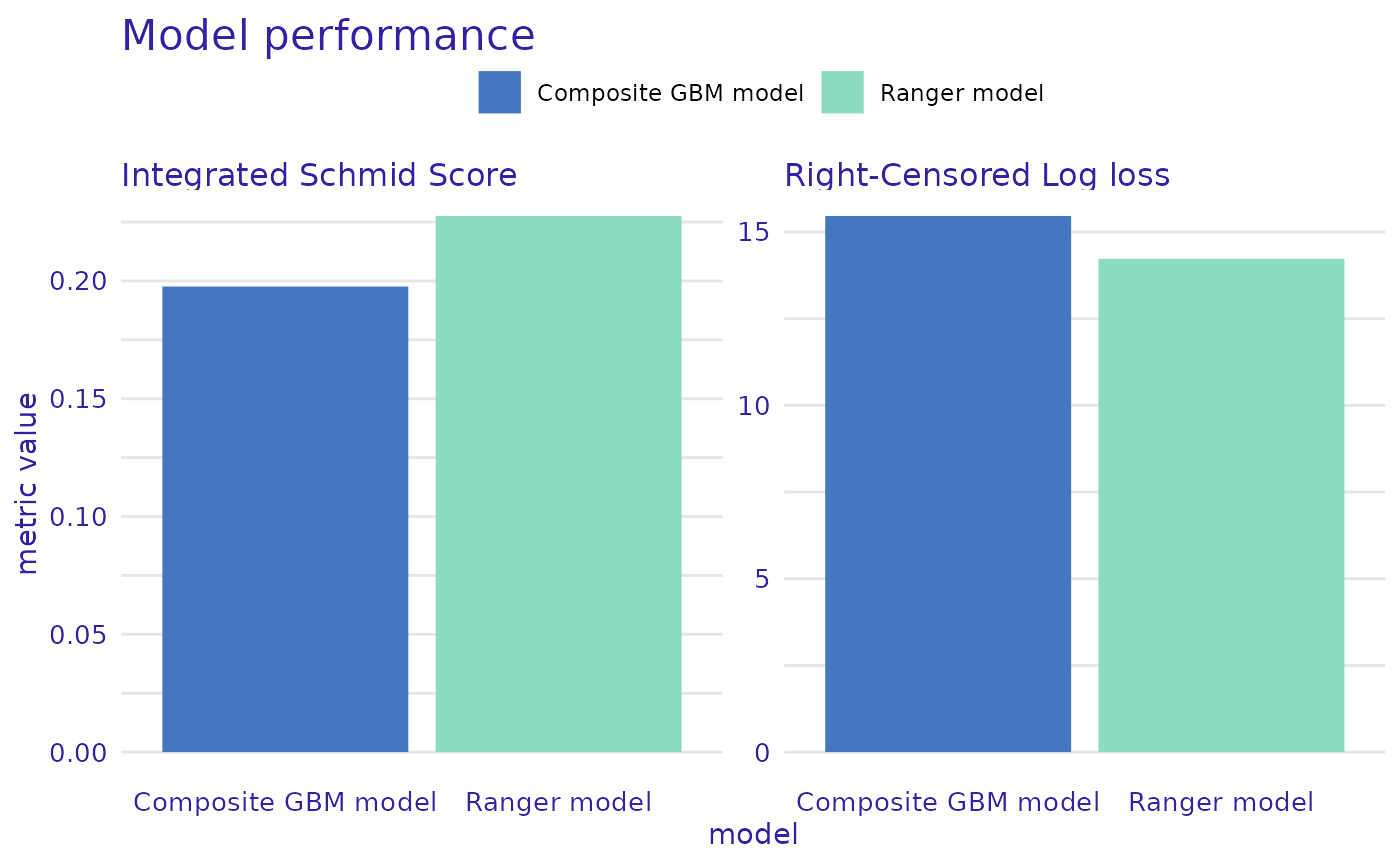 Model performance
Composite GBM model
Ranger model
Integrated Schmid Score
Right-Censored Log loss
metric value
0.20
0.15
0.10
0.05
0.00
15
10
5
0
Composite GBM model
Ranger model
Composite GBM model
Ranger model
model